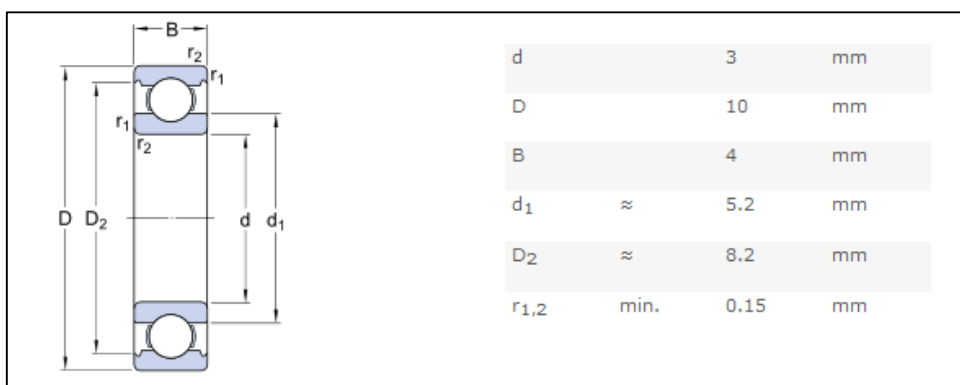 B
r₂
r₁
r₁
r₂
D
D₂
d
d₁
d 3 mm
D 10 mm
B 4 mm
d₁ ≈ 5.2 mm
D₂ ≈ 8.2 mm
r₁,₂ min. 0.15 mm